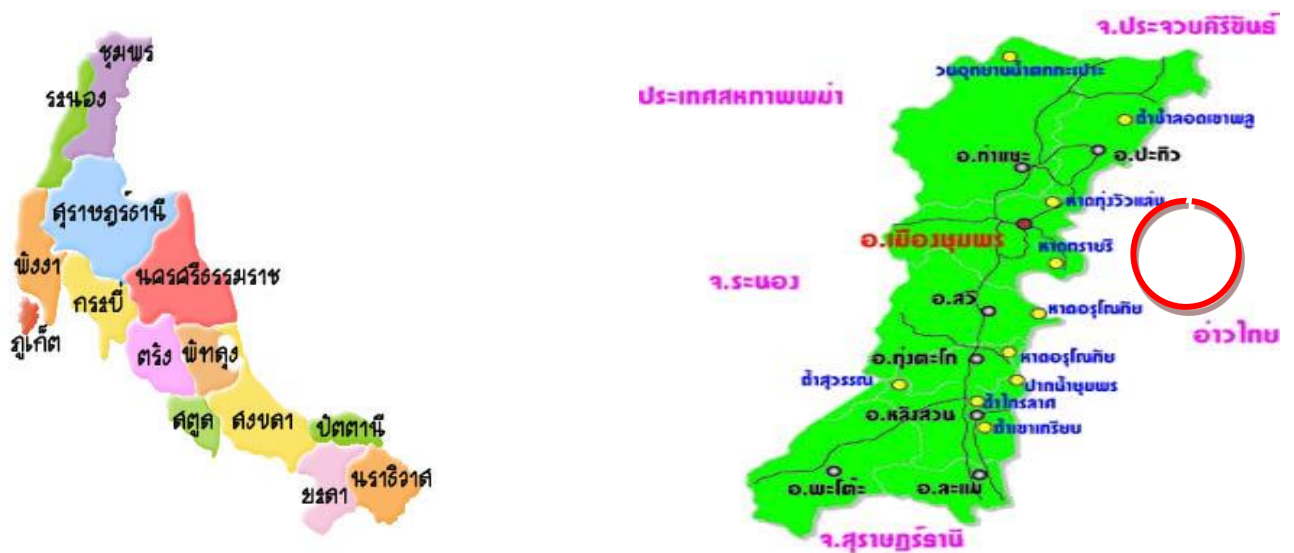 ชุมพร
ระนอง
สุราษฎร์ธานี
พังงา
นครศรีธรรมราช
กระบี่
ภูเก็ต
ตรัง
พัทลุง
สตูล
สงขลา
ปัตตานี
ยะลา
นราธิวาส
จ.ประจวบคีรีขันธ์
วนอุทยานน้ำตกกะเปาะ
ประเทศสหภาพพม่า
ถ้ำน้ำลอดเขาพลู
อ.ท่าแซะ
อ.ปะทิว
หาดทุ่งวัวแล่น
อ.เมืองชุมพร
หาดทรายรี
จ.ระนอง
อ.สวี
หาดอรุโณทัย
อ่าวไทย
อ.ทุ่งตะโก
หาดอรุโณทัย
ถ้ำสุวรรณ
ปากน้ำชุมพร
ถ้ำไกรลาศ
อ.หลังสวน
ถ้ำเขาเกรียบ
อ.พะโต๊ะ
อ.ละแม
จ.สุราษฎร์ธานี